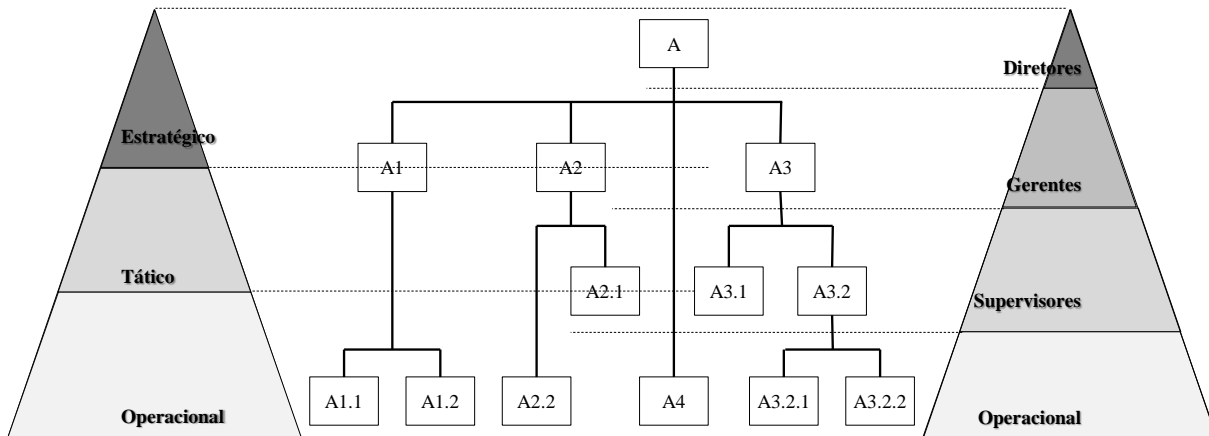 A
Diretores
Estratégico
A1
A2
A3
Gerentes
Tático
A2.1
A3.1
A3.2
Supervisores
A1.1
A1.2
A2.2
A4
A3.2.1
A3.2.2
Operacional
Operacional